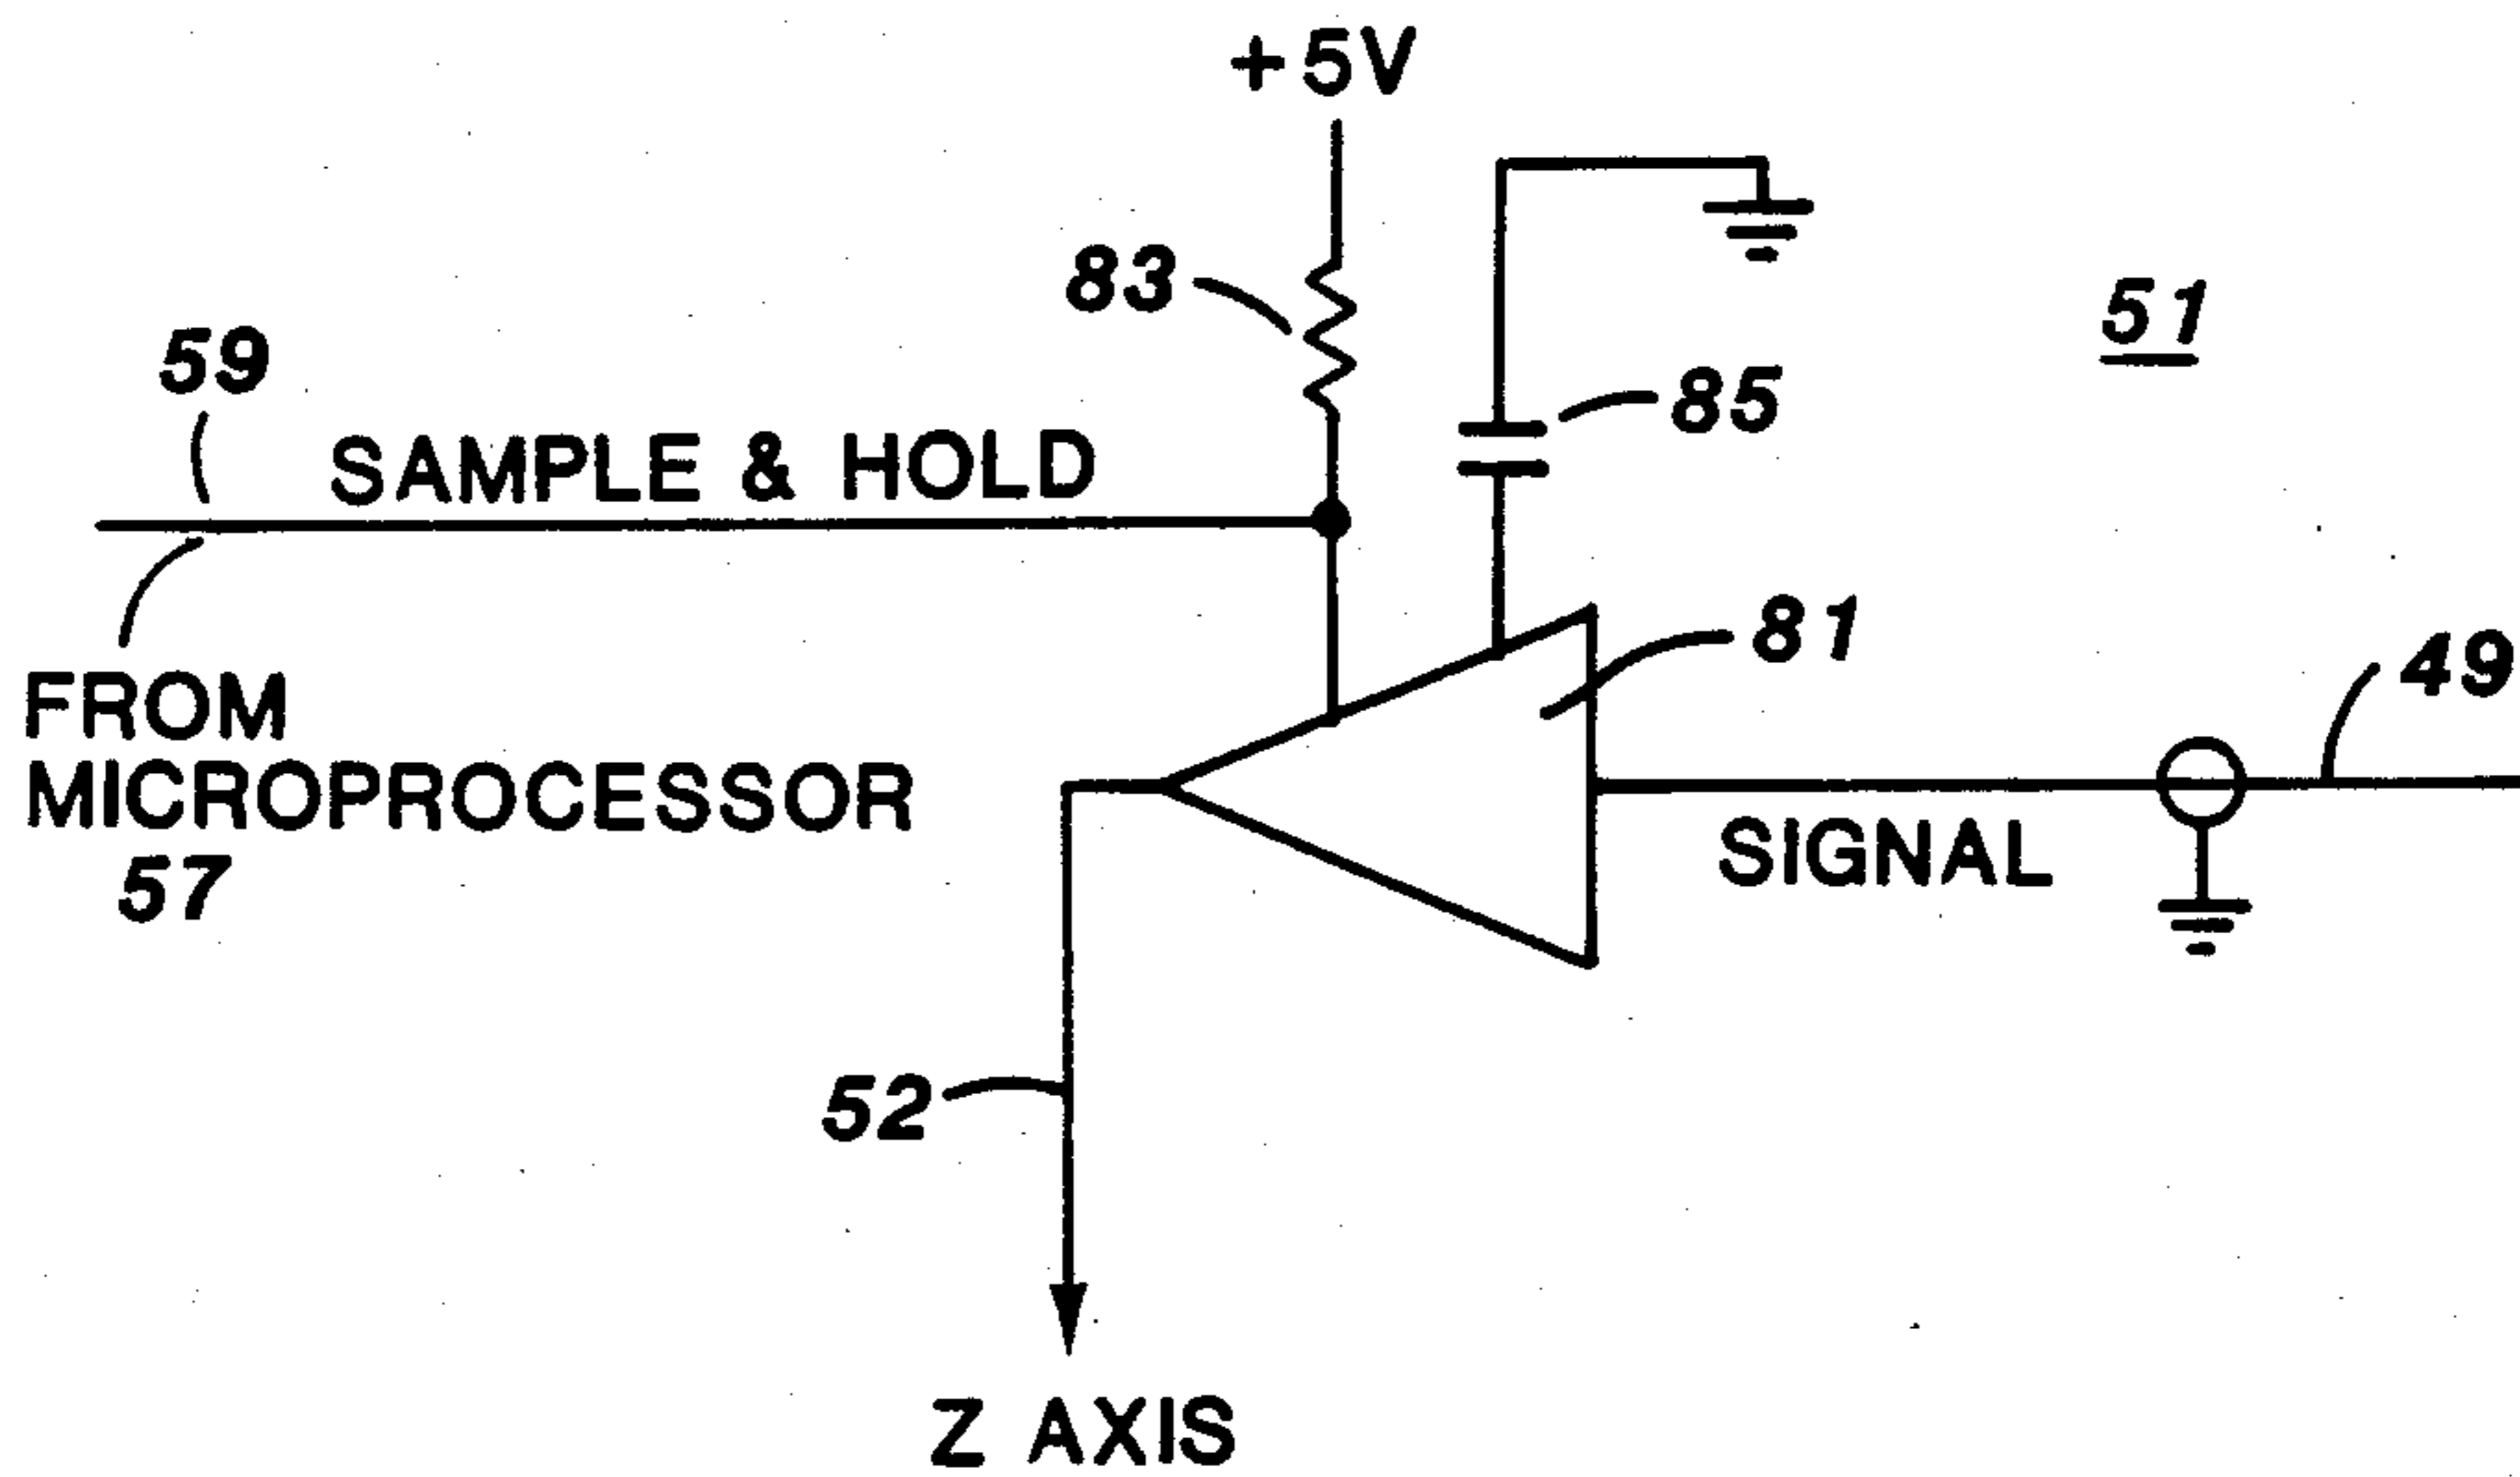 +5V
83
51
59
85
SAMPLE & HOLD
81
49
FROM
MICROPROCESSOR
57
SIGNAL
52
Z AXIS